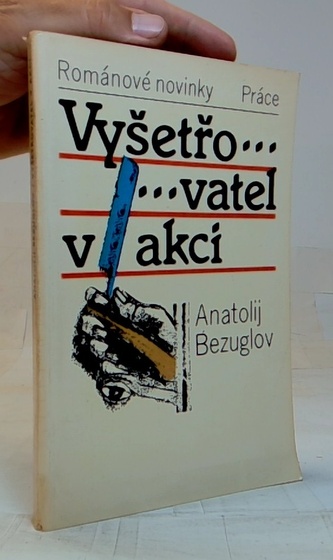 Románové novinky Práce
Vyšetřo...
...vatel
v akci
Anatolij
Bezuglov